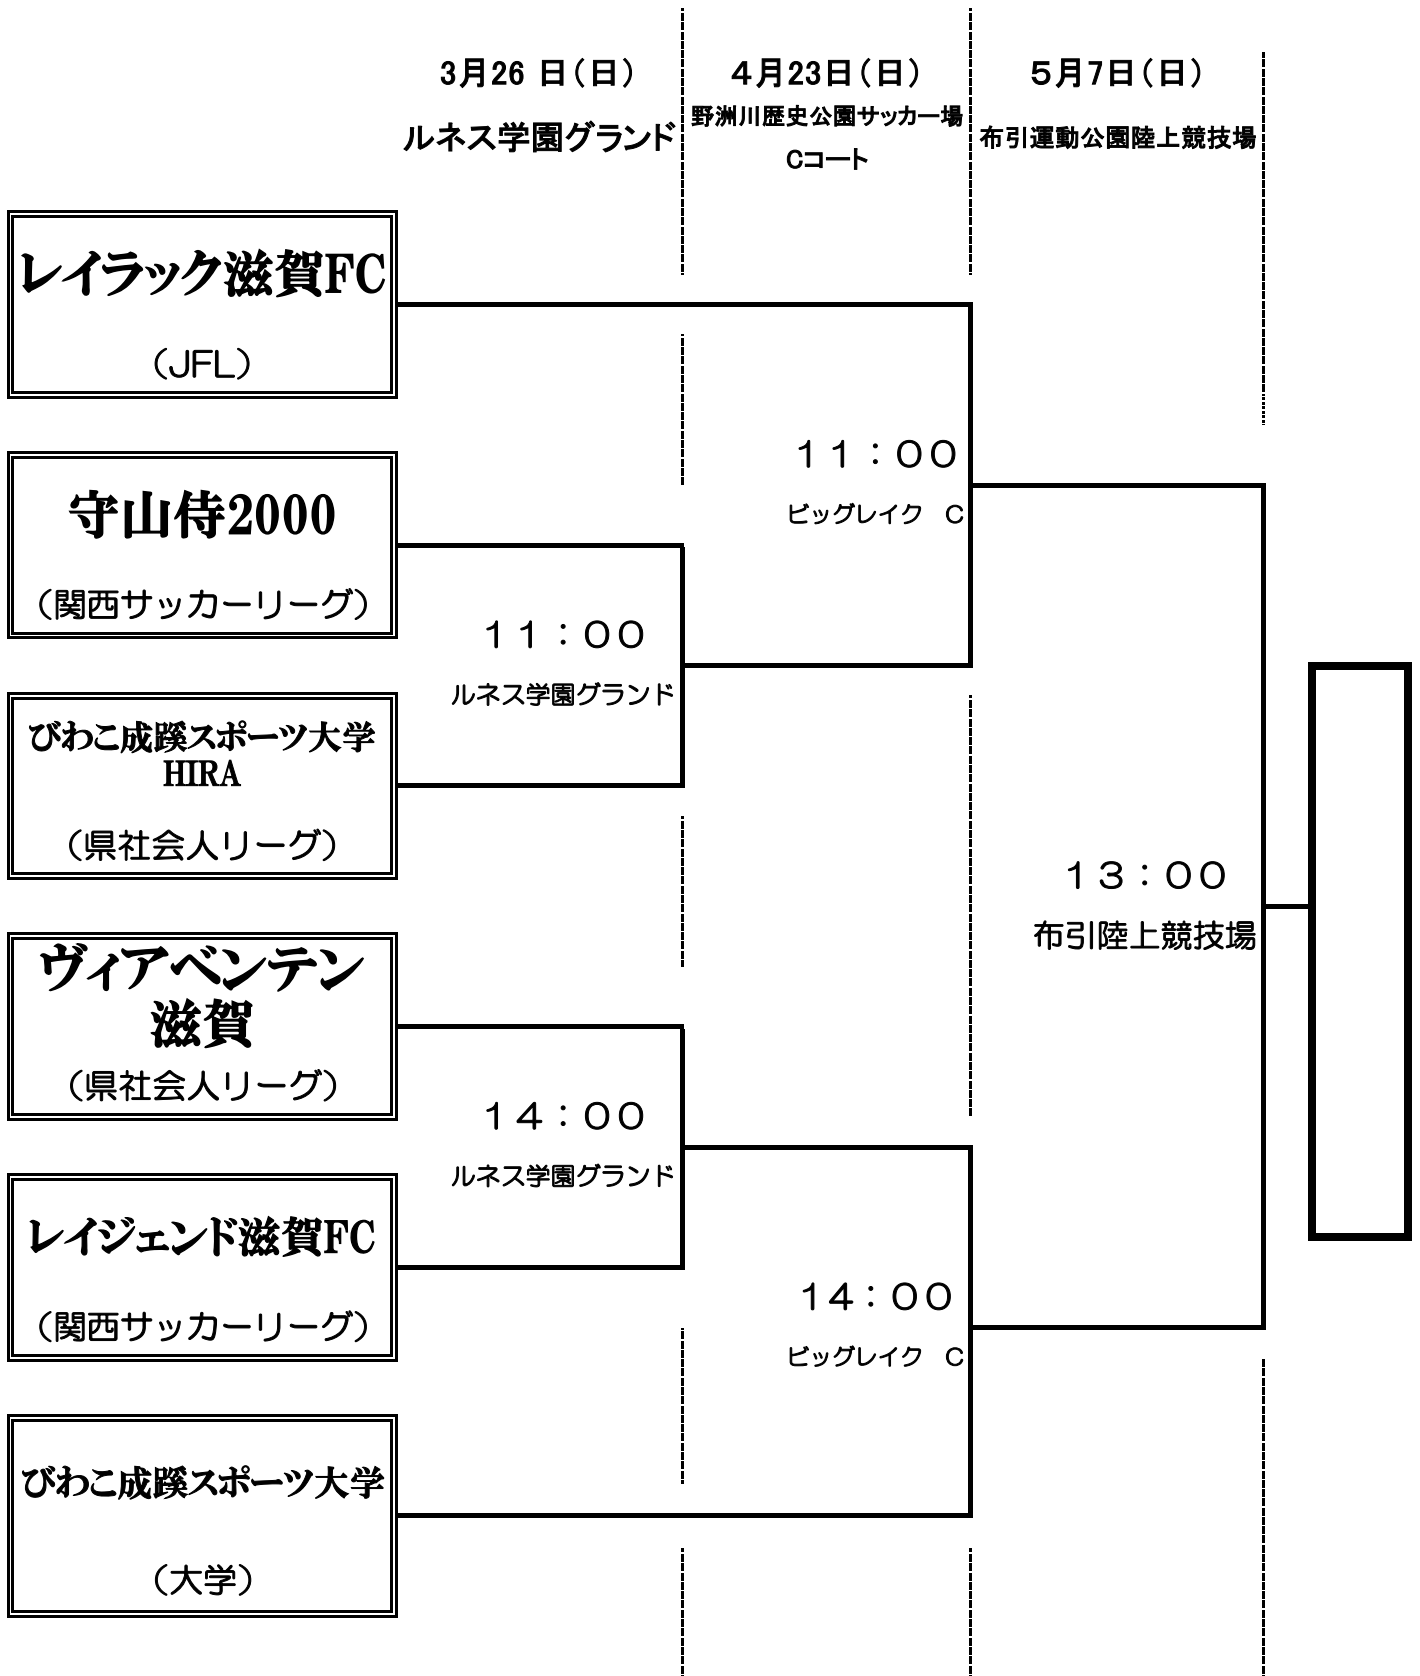 3月26 日(日)
ルネス学園グランド
４月23日(日)
野洲川歴史公園サッカー場
Cコート
５月7日(日)
布引運動公園陸上競技場
レイラック滋賀FC
（JFL）
守山侍2000
（関西サッカーリーグ）
びわこ成蹊スポーツ大学
HIRA
（県社会人リーグ）
ヴィアベンテン
滋賀
（県社会人リーグ）
レイジェンド滋賀FC
（関西サッカーリーグ）
びわこ成蹊スポーツ大学
（大学）
１１：００
ルネス学園グランド
１４：００
ルネス学園グランド
１１：００
ビッグレイク　C
１４：００
ビッグレイク　C
１３：００
布引陸上競技場